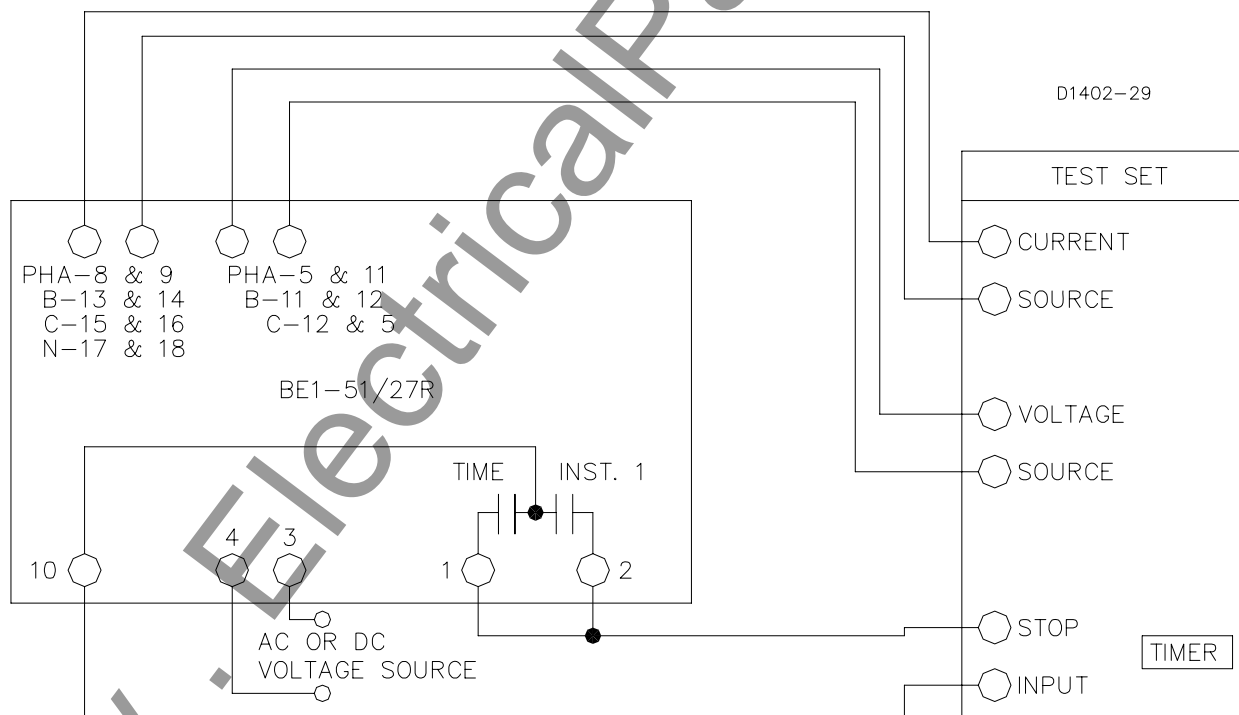 D1402-29
TEST SET
CURRENT
SOURCE
VOLTAGE
SOURCE
PHA-8 & 9
B-13 & 14
C-15 & 16
N-17 & 18
PHA-5 & 11
B-11 & 12
C-12 & 5
BE1-51/27R
TIME INST. 1
10
4
3
1
2
AC OR DC
VOLTAGE SOURCE
STOP
TIMER
INPUT
. ElectricalPa